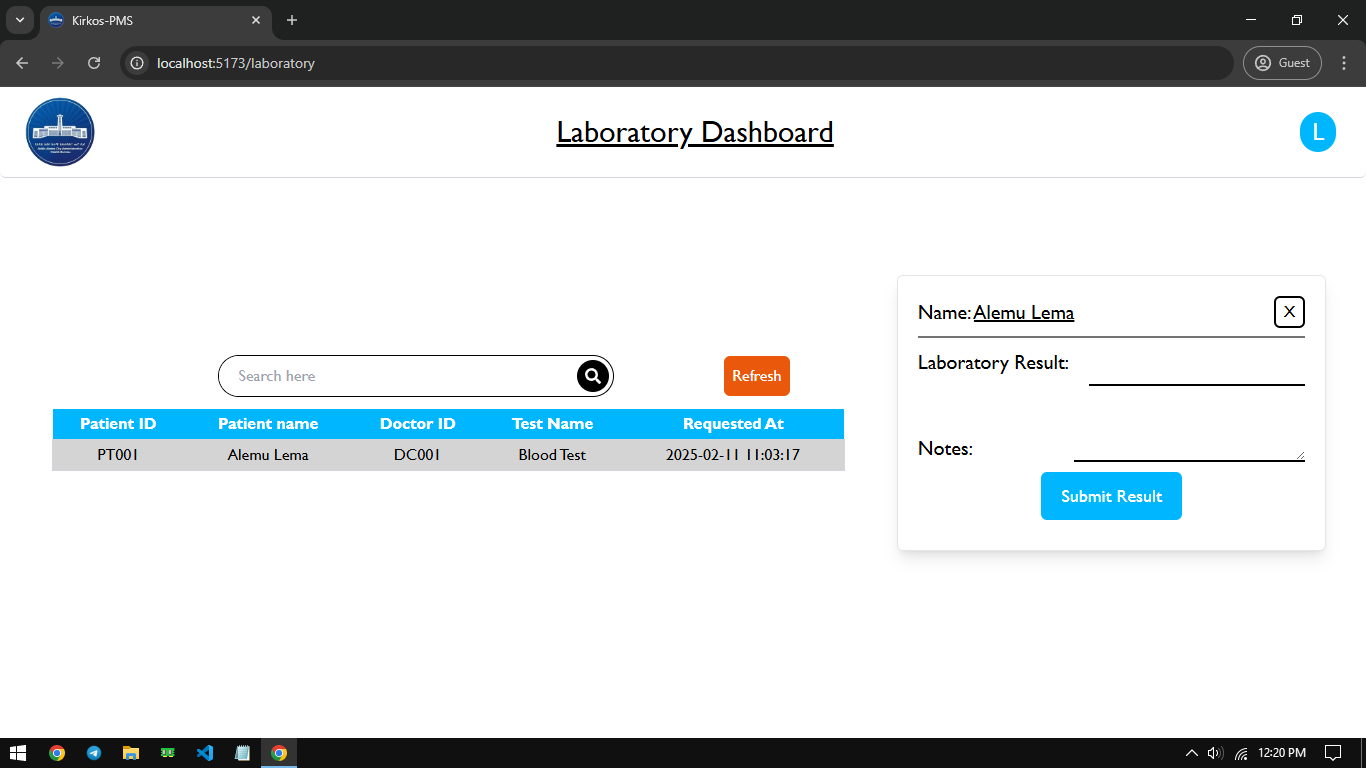 Kirkos-PMS
localhost:5173/laboratory
Guest
Laboratory Dashboard
L
Name: Alemu Lema
X
Laboratory Result:
Search here
Refresh
Patient ID Patient name Doctor ID Test Name Requested At
PT001 Alemu Lema DC001 Blood Test 2025-02-11 11:03:17
Notes:
Submit Result
12:20 PM